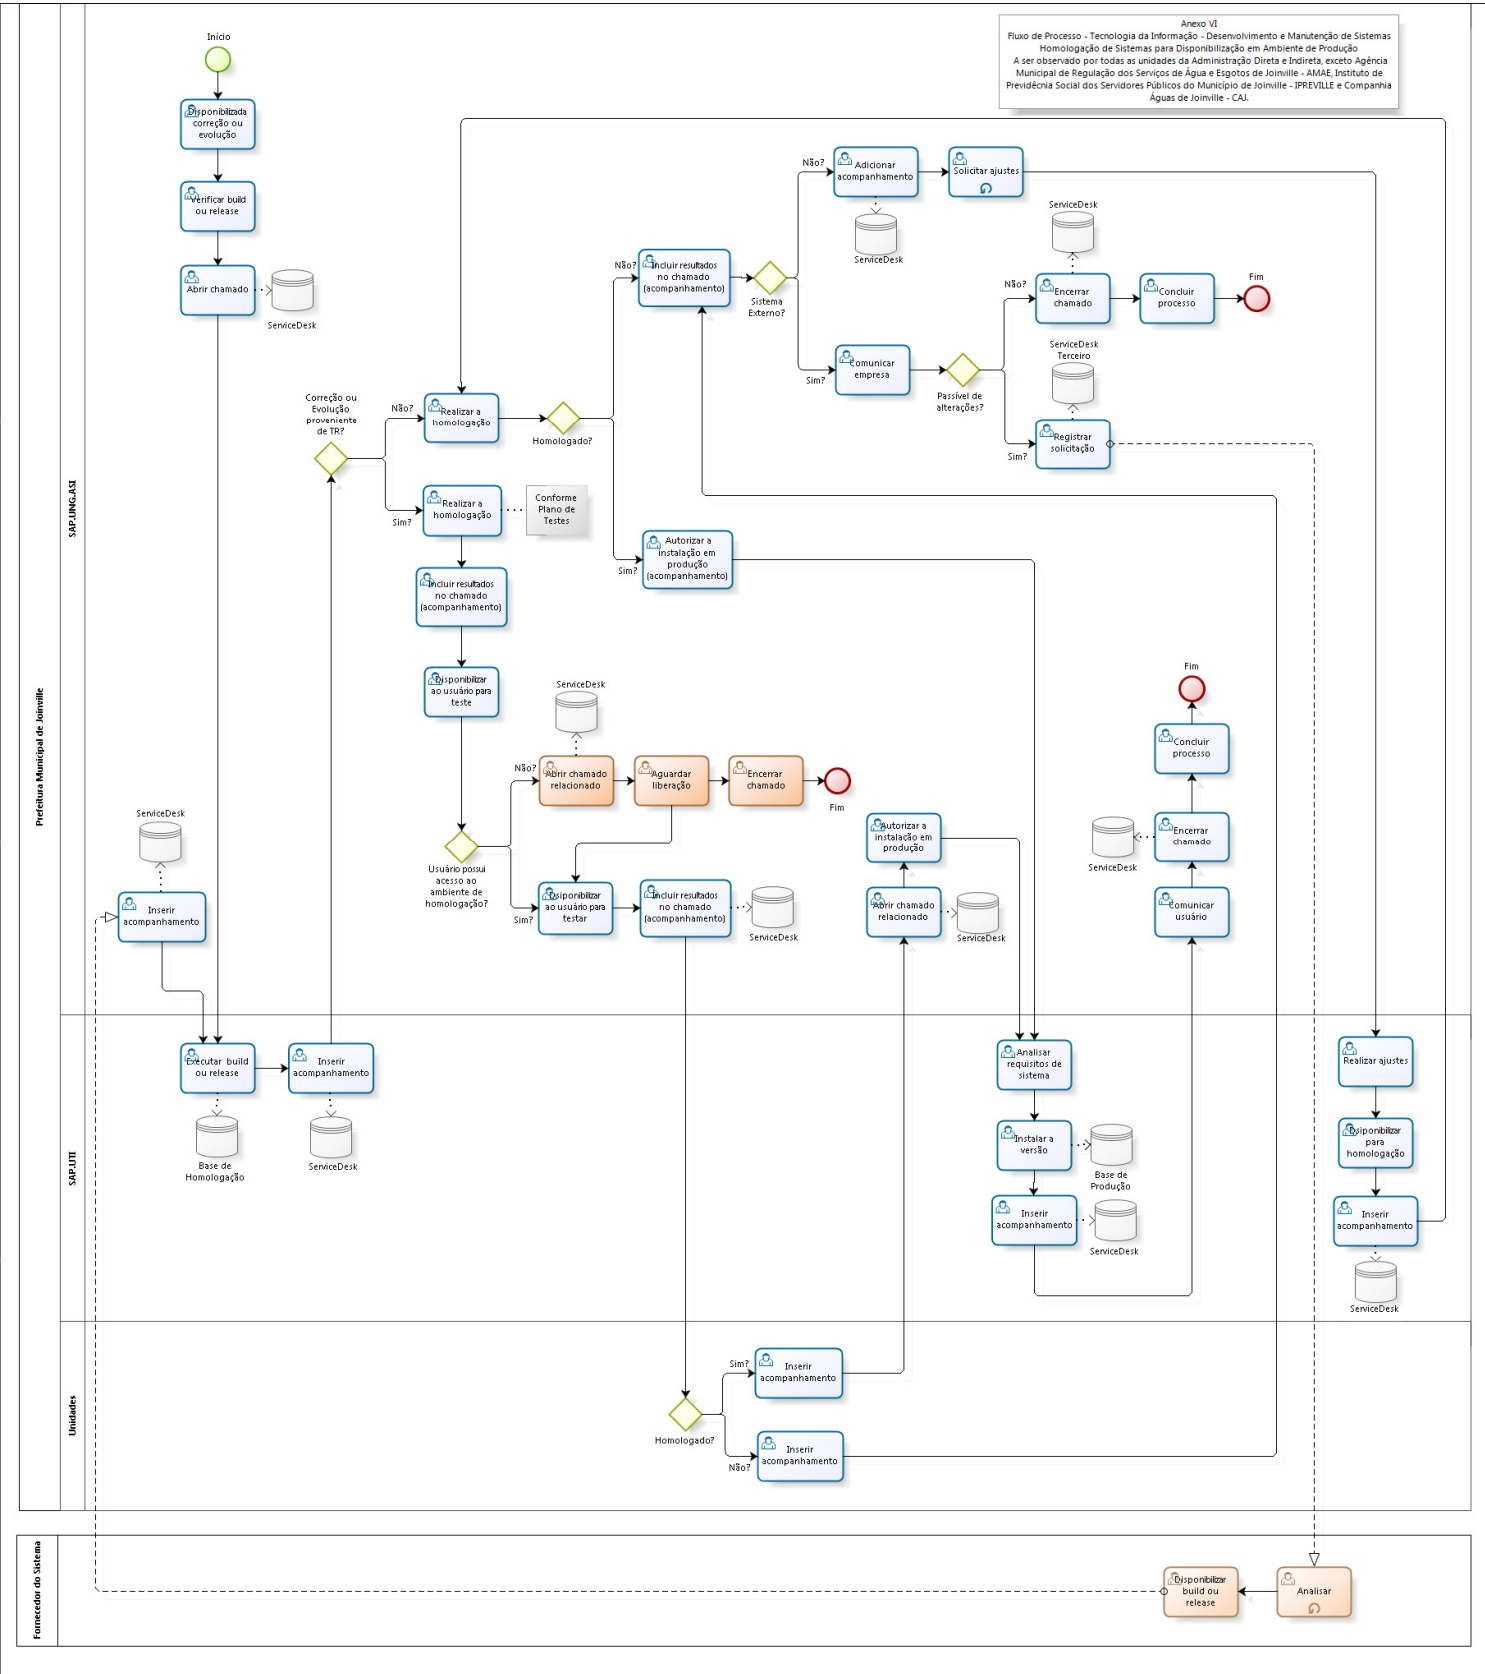 Anexo VI
Fluxo de Processo - Tecnologia da Informação - Desenvolvimento e Manutenção de Sistemas
Homologação de Sistemas para Disponibilização em Ambiente de Produção
A ser observado por todas as unidades da Administração Direta e Indireta, exceto Agência
Municipal de Regulação dos Serviços de Água e Esgotos de Joinville - AMAE, Instituto de
Previdêcnia Social dos Servidores Públicos do Município de Joinville - IPREVILLE e Companhia
Águas de Joinville - CAJ.
Prefeitura Municipal de Joinville
SAP.UNG.ASI
Início
Disponibilizada
correção ou
evolução
Verificar build
ou release
Abrir chamado
ServiceDesk
Correção ou
Evolução
proveniente
de TR?
Não?
Realizar a
homologação
Homologado?
Sim?
Realizar a
homologação
Conforme
Plano de
Testes
Incluir resultados
no chamado
(acompanhamento)
Disponibilizar
ao usuário para
teste
Usuário possui
acesso ao
ambiente de
homologação?
Não?
Abrir chamado
relacionado
ServiceDesk
Aguardar
liberação
Encerrar
chamado
Fim
Sim?
Dsiponibilizar
ao usuário para
testar
Incluir resultados
no chamado
(acompanhamento)
ServiceDesk
Não?
Incluir resultados
no chamado
(acompanhamento)
Sistema
Externo?
Não?
Adicionar
acompanhamento
ServiceDesk
Solicitar ajustes
Sim?
Comunicar
empresa
Passível de
alterações?
Não?
Encerrar
chamado
ServiceDesk
Concluir
processo
Fim
Sim?
Registrar
solicitação
ServiceDesk
Terceiro
Sim?
Autorizar a
instalação em
produção
(acompanhamento)
Autorizar a
instalação em
produção
Abrir chamado
relacionado
ServiceDesk
Fim
Concluir
processo
Encerrar
chamado
ServiceDesk
Comunicar
usuário
ServiceDesk
Inserir
acompanhamento
SAP.UTI
Executar build
ou release
Base de
Homologação
Inserir
acompanhamento
ServiceDesk
Analisar
requisitos de
sistema
Instalar a
versão
Base de
Produção
Inserir
acompanhamento
ServiceDesk
Realizar ajustes
Dsiponibilizar
para
homologação
Inserir
acompanhamento
ServiceDesk
Unidades
Homologado?
Sim?
Inserir
acompanhamento
Não?
Inserir
acompanhamento
Fornecedor do Sistema
Disponibilizar
build ou
release
Analisar